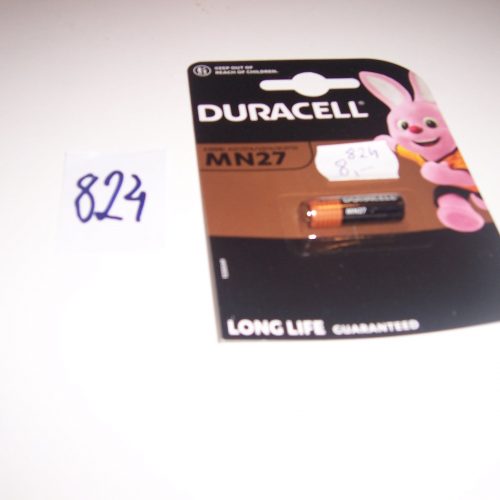 KEEP OUT OF
REACH OF CHILDREN.
DURACELL
MN27
824
8,-
824
DURACELL
MN27
LONG LIFE GUARANTEED